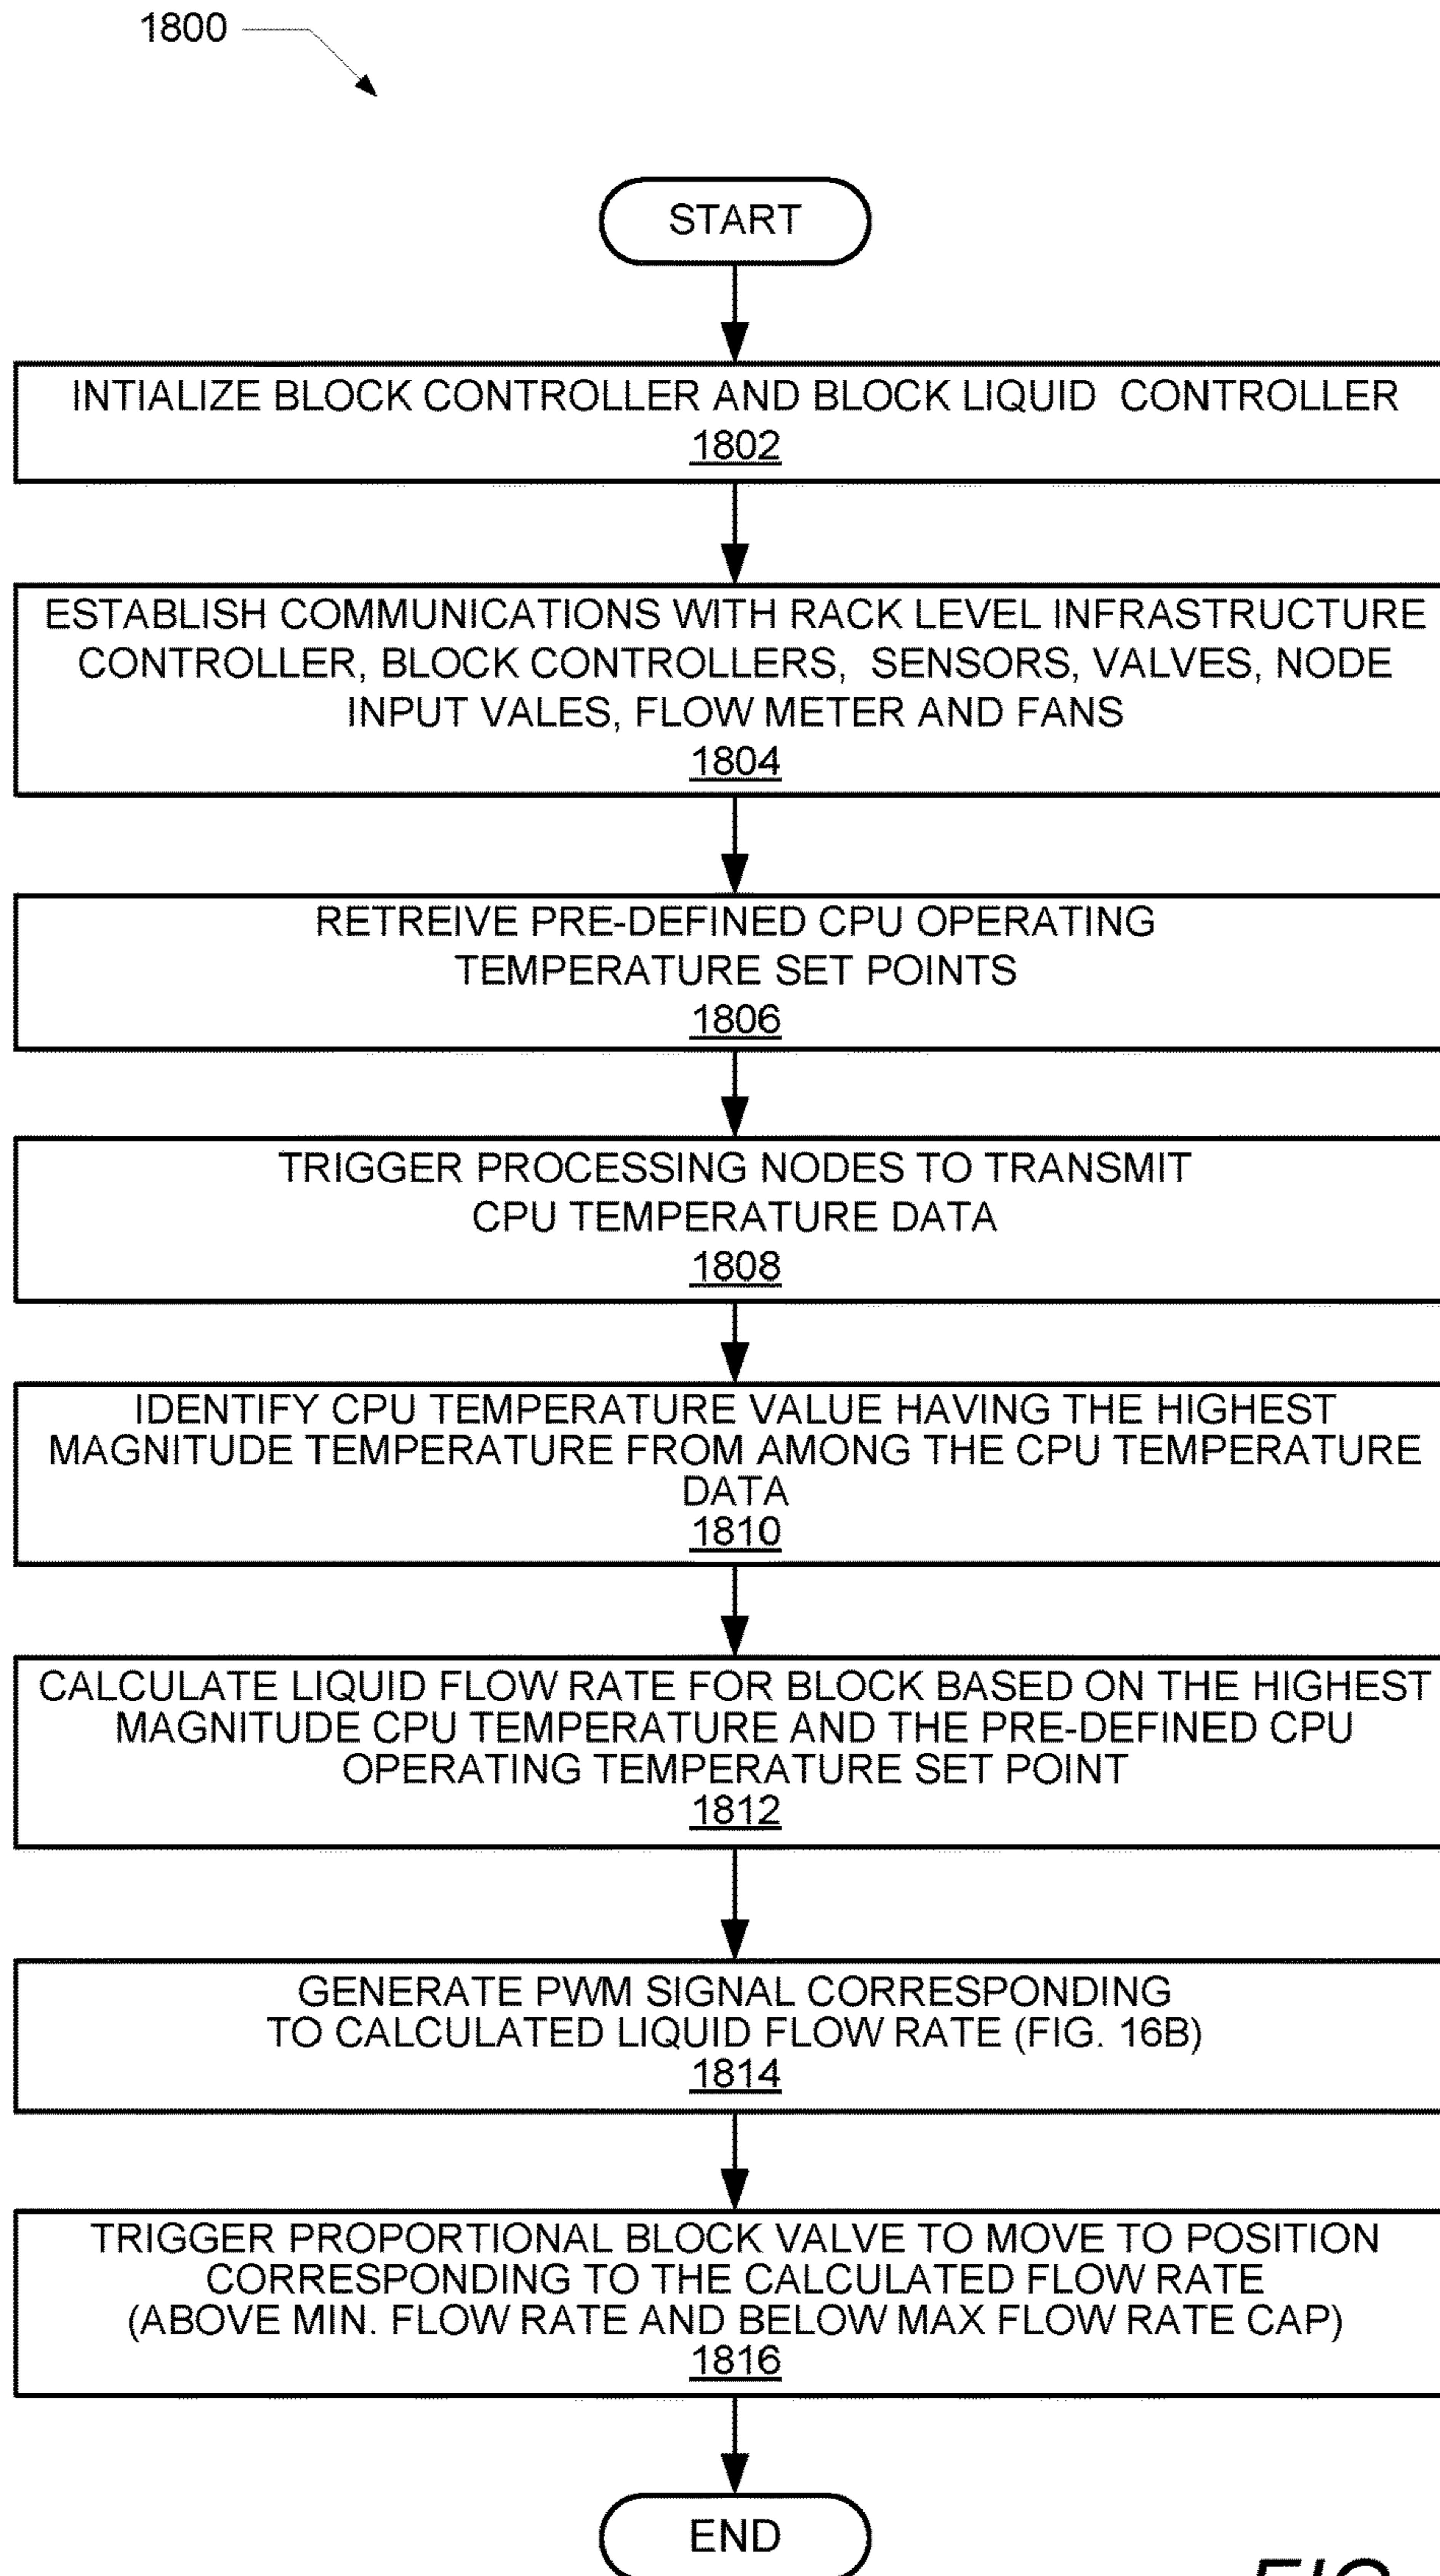 1800
START
INTIALIZE BLOCK CONTROLLER AND BLOCK LIQUID CONTROLLER
1802
ESTABLISH COMMUNICATIONS WITH RACK LEVEL INFRASTRUCTURE
CONTROLLER, BLOCK CONTROLLERS, SENSORS, VALVES, NODE
INPUT VALES, FLOW METER AND FANS
1804
RETREIVE PRE-DEFINED CPU OPERATING
TEMPERATURE SET POINTS
1806
TRIGGER PROCESSING NODES TO TRANSMIT
CPU TEMPERATURE DATA
1808
IDENTIFY CPU TEMPERATURE VALUE HAVING THE HIGHEST
MAGNITUDE TEMPERATURE FROM AMONG THE CPU TEMPERATURE
DATA
1810
CALCULATE LIQUID FLOW RATE FOR BLOCK BASED ON THE HIGHEST
MAGNITUDE CPU TEMPERATURE AND THE PRE-DEFINED CPU
OPERATING TEMPERATURE SET POINT
1812
GENERATE PWM SIGNAL CORRESPONDING
TO CALCULATED LIQUID FLOW RATE (FIG. 16B)
1814
TRIGGER PROPORTIONAL BLOCK VALVE TO MOVE TO POSITION
CORRESPONDING TO THE CALCULATED FLOW RATE
(ABOVE MIN. FLOW RATE AND BELOW MAX FLOW RATE CAP)
1816
END